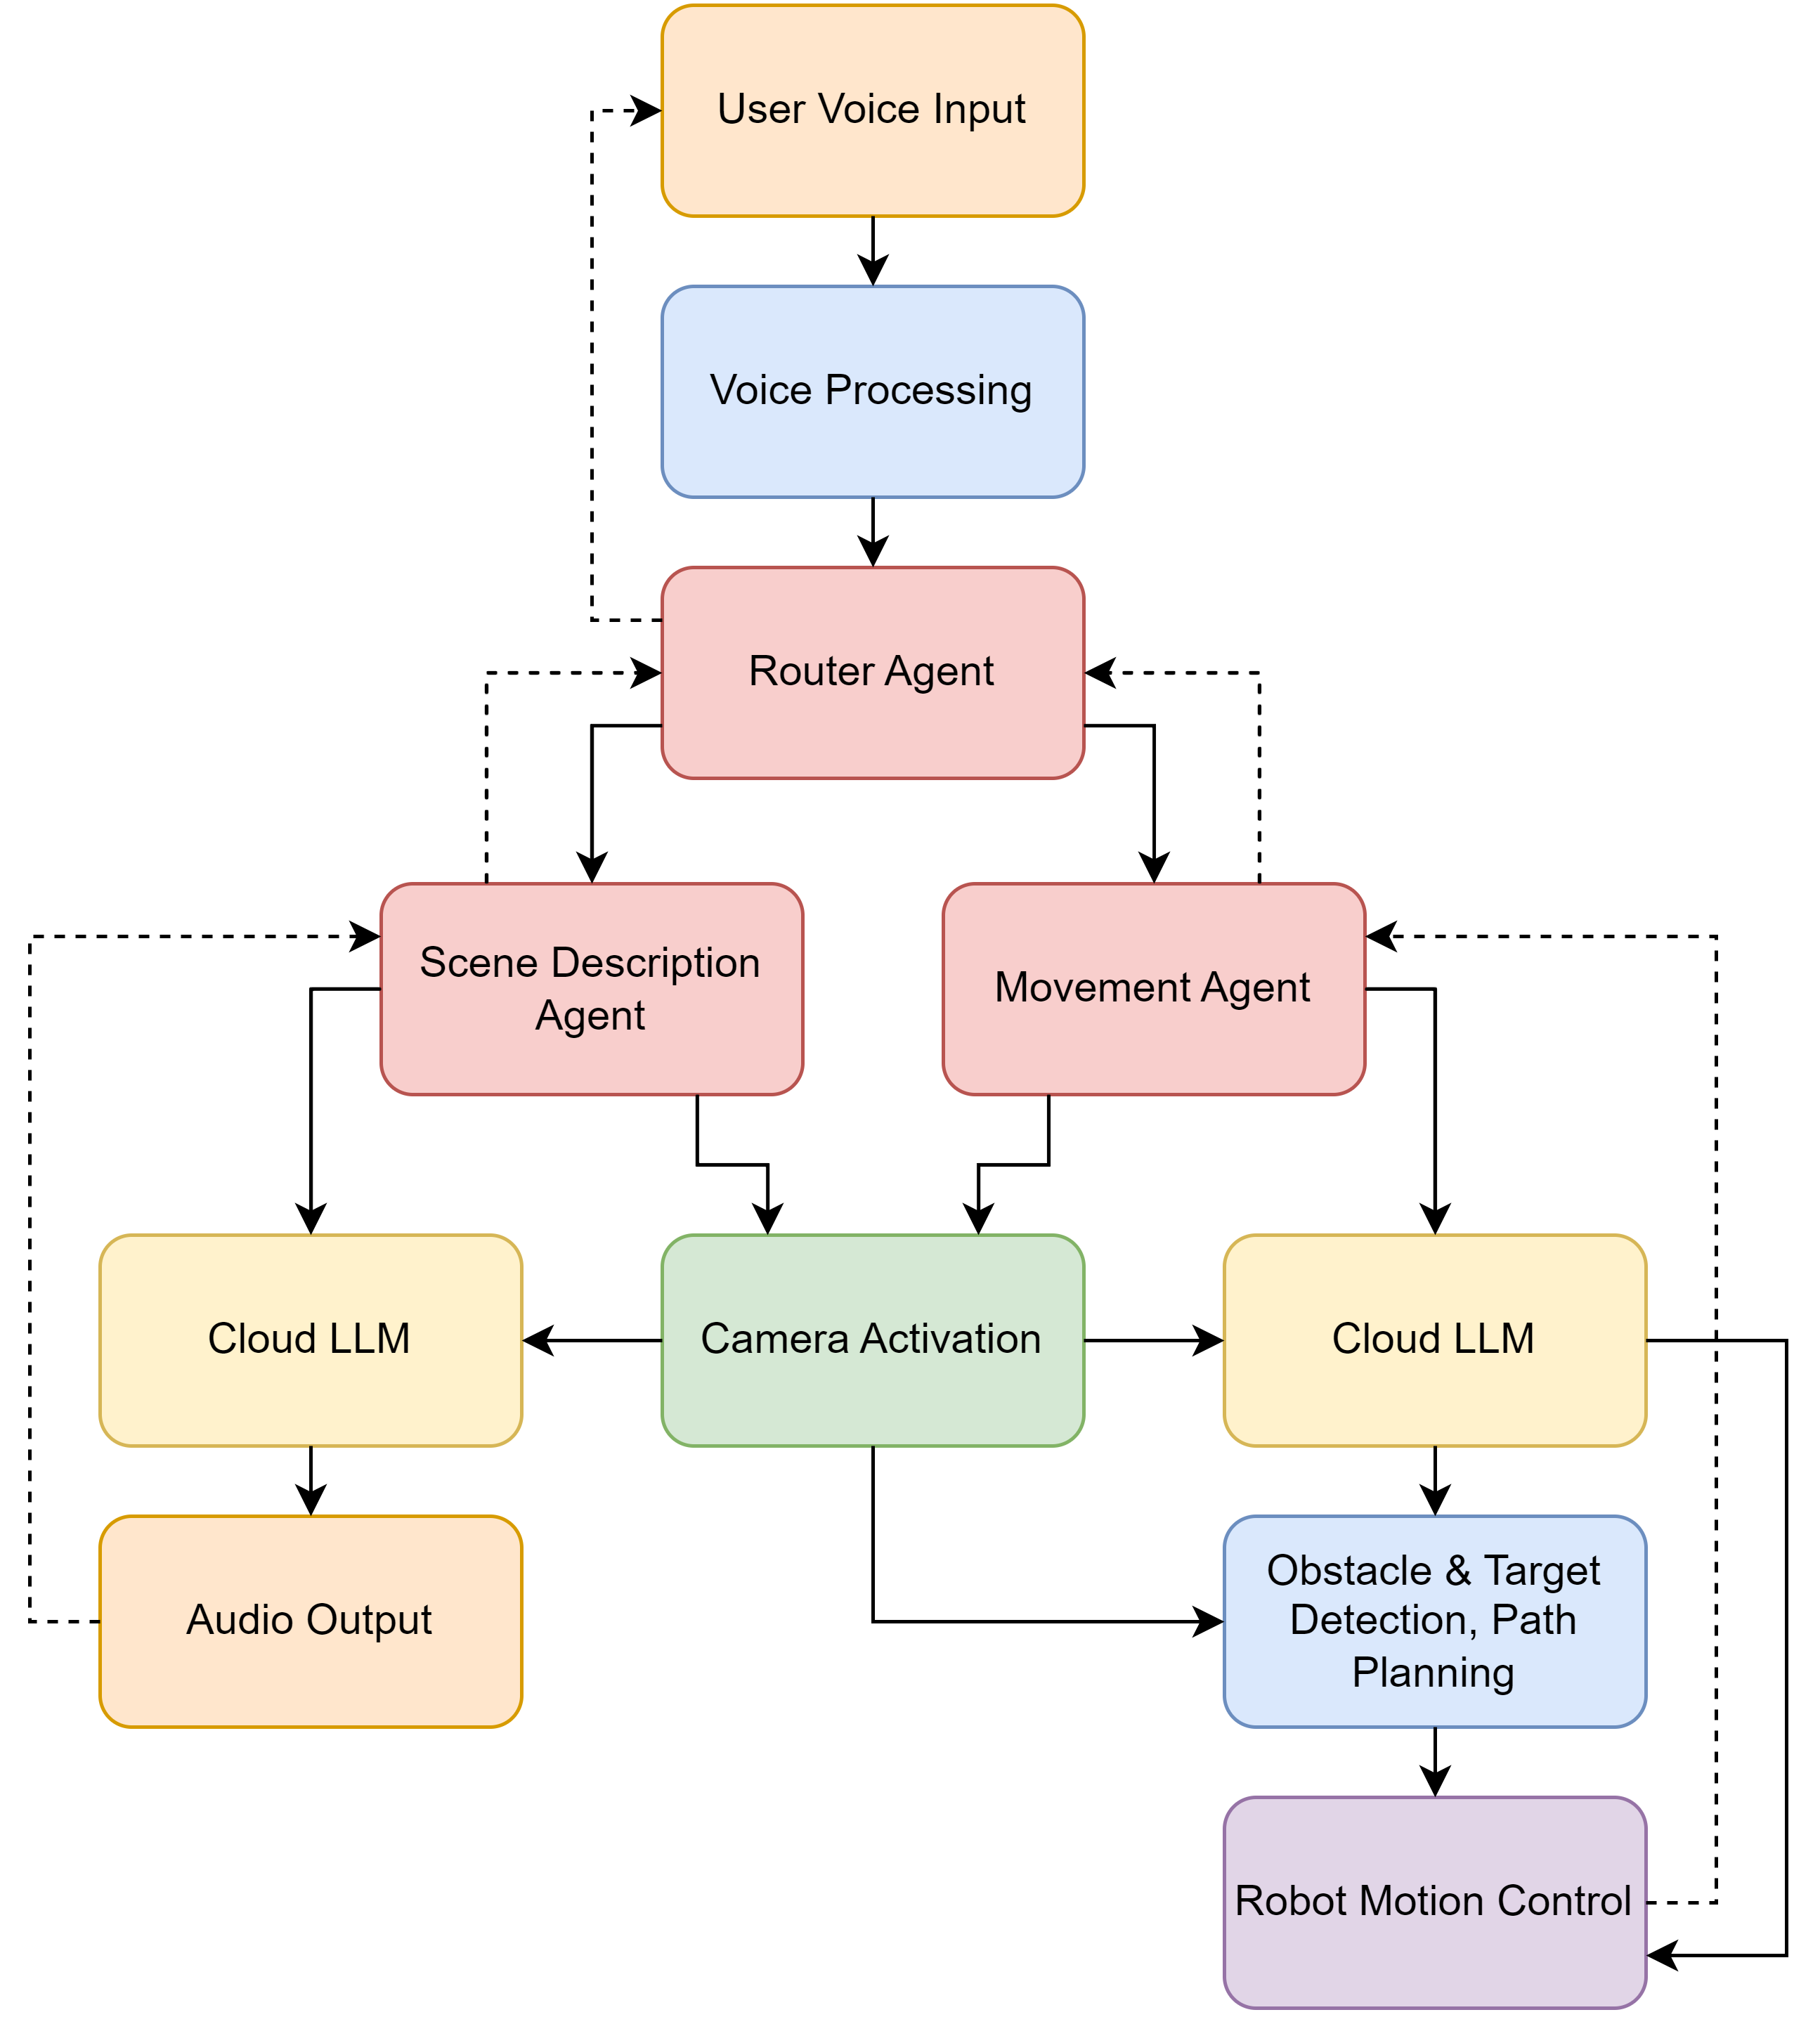 User Voice Input
Voice Processing
Router Agent
Scene Description
Agent
Movement Agent
Cloud LLM
Camera Activation
Cloud LLM
Audio Output
Obstacle & Target
Detection, Path
Planning
Robot Motion Control